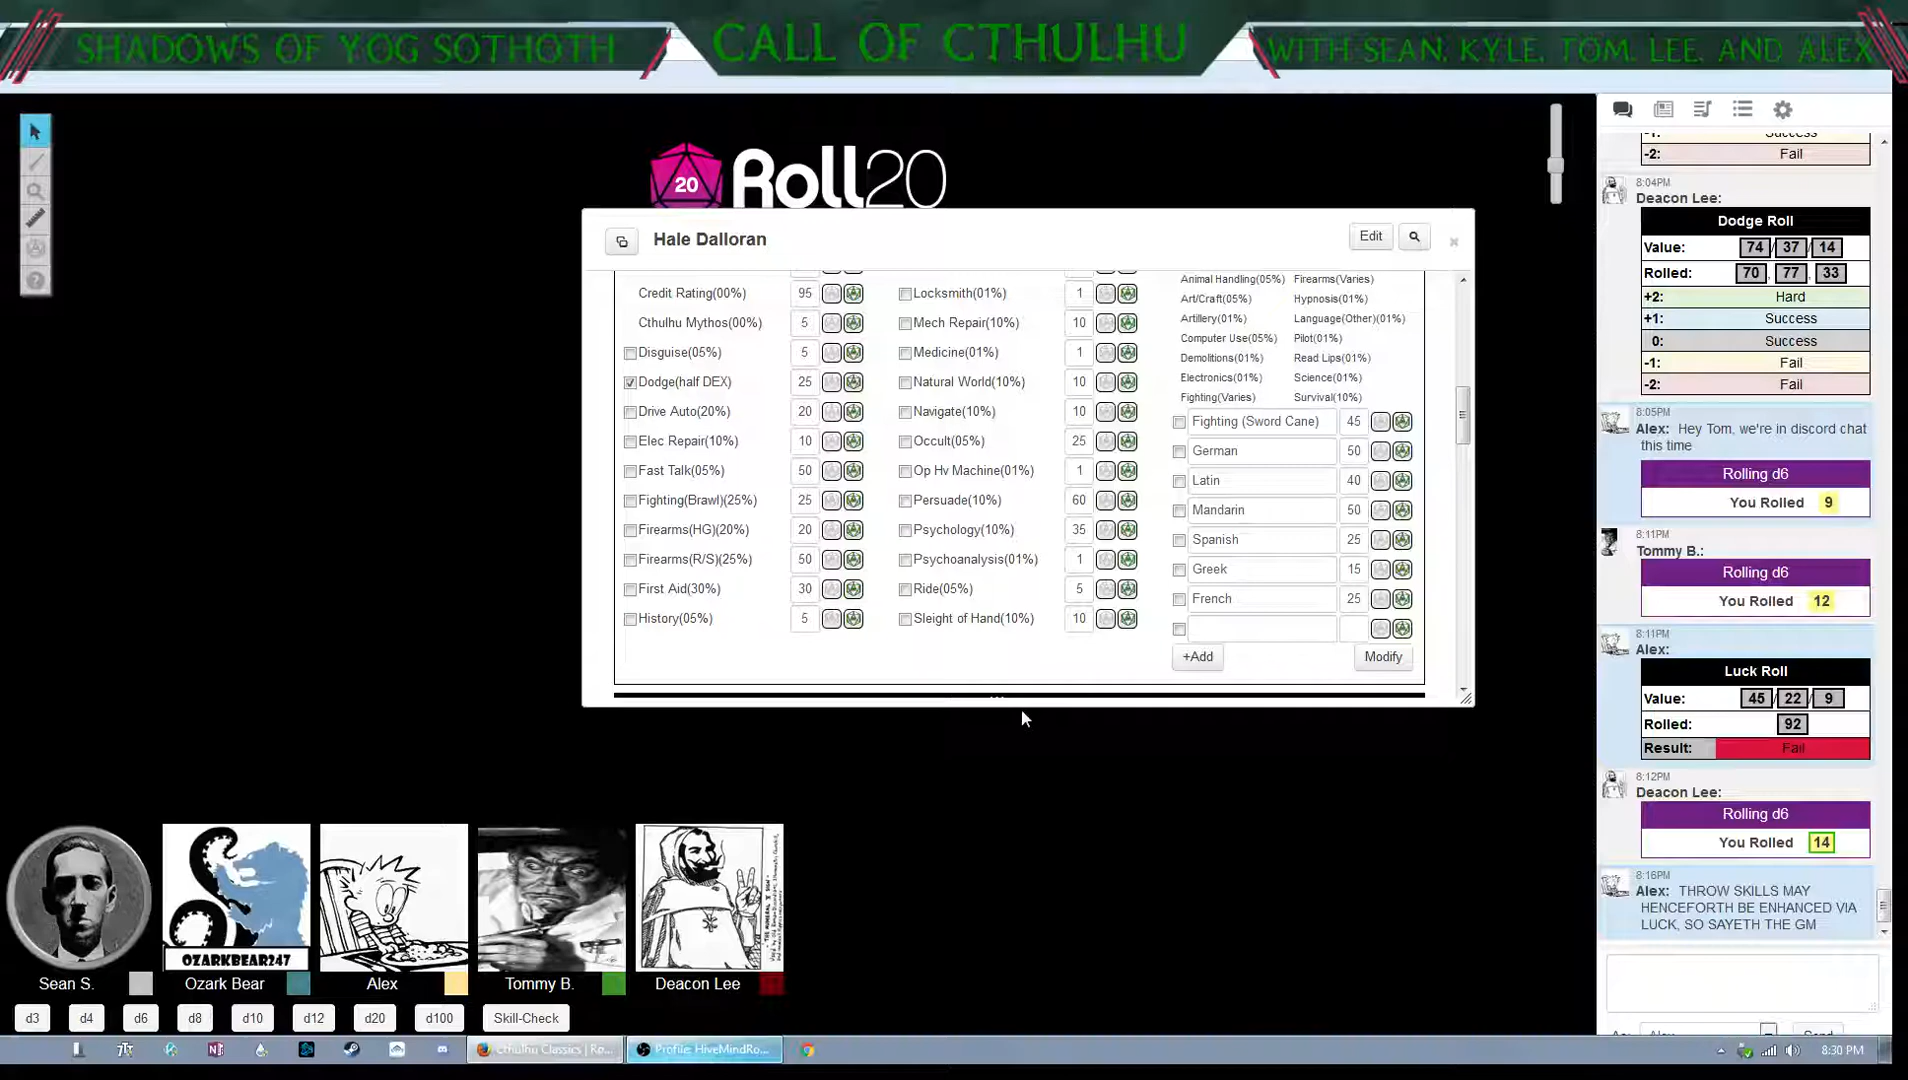 SHADOWS OF YOG SOTHOTH
CALL OF CTHULHU
WITH SEAN, KYLE, TOM, LEE, AND ALEX
20 Roll20
Hale Dalloran
Edit
Credit Rating(00%) 95
Cthulhu Mythos(00%) 5
Disguise(05%) 5
Dodge(half DEX) 25
Drive Auto(20%) 20
Elec Repair(10%) 10
Fast Talk(05%) 50
Fighting(Brawl)(25%) 25
Firearms(HG)(20%) 20
Firearms(R/S)(25%) 50
First Aid(30%) 30
History(05%) 5
Locksmith(01%) 1
Mech Repair(10%) 10
Medicine(01%) 1
Natural World(10%) 10
Navigate(10%) 10
Occult(05%) 25
Op Hv Machine(01%) 1
Persuade(10%) 60
Psychology(10%) 35
Psychoanalysis(01%) 1
Ride(05%) 5
Sleight of Hand(10%) 10
Animal Handling(05%) Firearms(Varies)
Art/Craft(05%) Hypnosis(01%)
Artillery(01%) Language(Other)(01%)
Computer Use(05%) Pilot(01%)
Demolitions(01%) Read Lips(01%)
Electronics(01%) Science(01%)
Fighting(Varies) Survival(10%)
Fighting (Sword Cane) 45
German 50
Latin 40
Mandarin 50
Spanish 25
Greek 15
French 25
+Add Modify
-1: Success
-2: Fail
8:04PM
Deacon Lee:
Dodge Roll
Value: 74 / 37 / 14
Rolled: 70, 77, 33
+2: Hard
+1: Success
0: Success
-1: Fail
-2: Fail
8:05PM
Alex: Hey Tom, we're in discord chat
this time
Rolling d6
You Rolled 9
8:11PM
Tommy B.:
Rolling d6
You Rolled 12
8:11PM
Alex:
Luck Roll
Value: 45 / 22 / 9
Rolled: 92
Result: Fail
8:12PM
Deacon Lee:
Rolling d6
You Rolled 14
8:16PM
Alex: THROW SKILLS MAY
HENCEFORTH BE ENHANCED VIA
LUCK, SO SAYETH THE GM
OZARKBEAR247
Sean S. Ozark Bear Alex Tommy B. Deacon Lee
d3 d4 d6 d8 d10 d12 d20 d100 Skill-Check
As: Alex Send
Cthulhu Classics | Ro... Profile: HiveMindRo...
8:30 PM